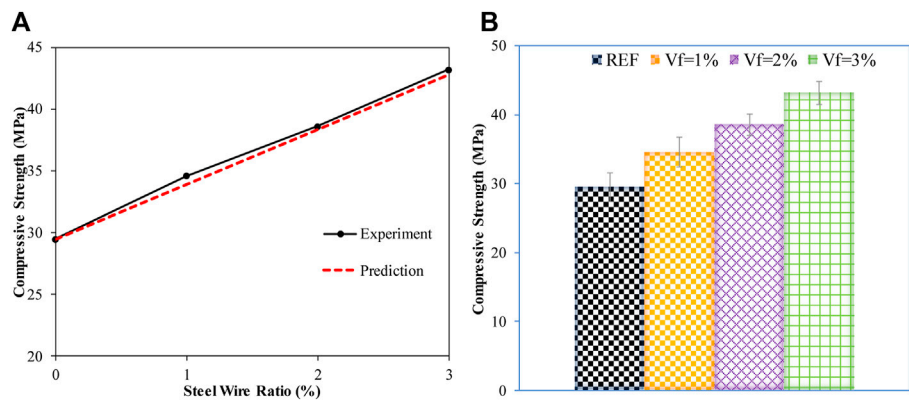 A
Compressive Strength (MPa)
45
40
35
30
25
20
0
1
2
3
Steel Wire Ratio (%)
Experiment
Prediction
B
Compressive Strength (MPa)
50
40
30
20
10
0
REF Vf=1% Vf=2% Vf=3%